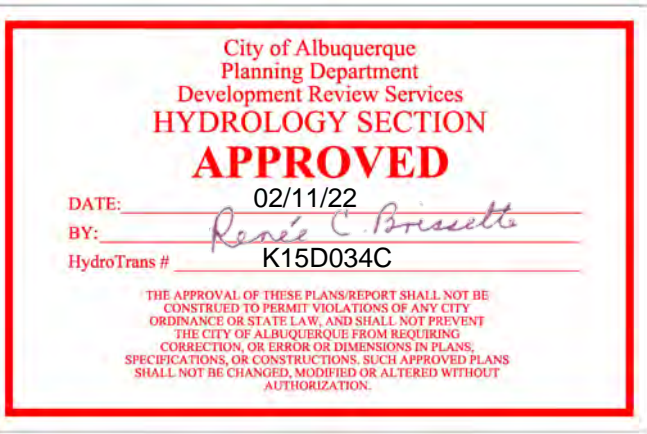 City of Albuquerque
Planning Department
Development Review Services
HYDROLOGY SECTION
APPROVED
DATE: 02/11/22
BY: Renée C. Brissette
HydroTrans # K15D034C
THE APPROVAL OF THESE PLANS/REPORT SHALL NOT BE
CONSTRUED TO PERMIT VIOLATIONS OF ANY CITY
ORDINANCE OR STATE LAW, AND SHALL NOT PREVENT
THE CITY OF ALBUQUERQUE FROM REQUIRING
CORRECTION, OR ERROR OR DIMENSIONS IN PLANS,
SPECIFICATIONS, OR CONSTRUCTIONS. SUCH APPROVED PLANS
SHALL NOT BE CHANGED, MODIFIED OR ALTERED WITHOUT
AUTHORIZATION.